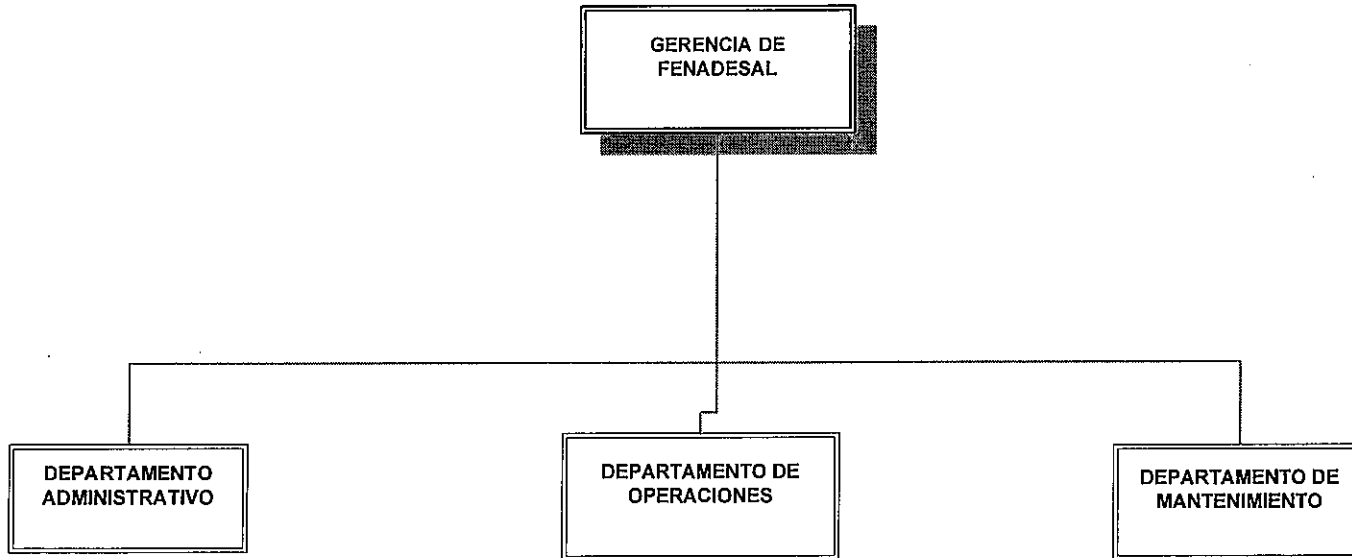 GERENCIA DE
FENADESAL
DEPARTAMENTO
ADMINISTRATIVO
DEPARTAMENTO DE
OPERACIONES
DEPARTAMENTO DE
MANTENIMIENTO